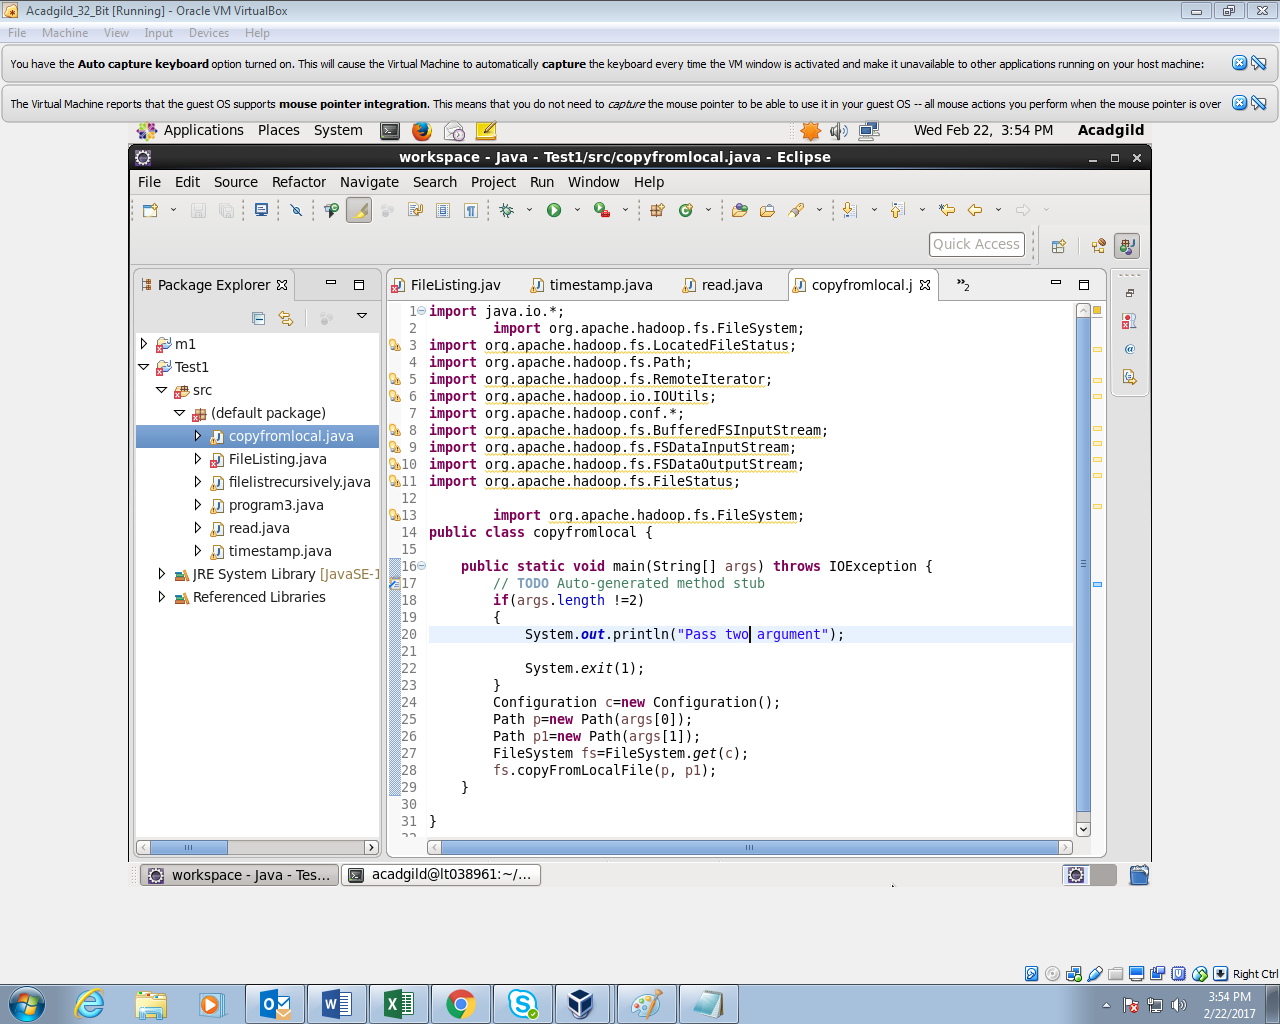 Acadgild_32_Bit [Running] - Oracle VM VirtualBox
File Machine View Input Devices Help
You have the Auto capture keyboard option turned on. This will cause the Virtual Machine to automatically capture the keyboard every time the VM window is activated and make it unavailable to other applications running on your host machine:
The Virtual Machine reports that the guest OS supports mouse pointer integration. This means that you do not need to capture the mouse pointer to be able to use it in your guest OS -- all mouse actions you perform when the mouse pointer is over
Applications Places System Wed Feb 22, 3:54 PM Acadgild
workspace - Java - Test1/src/copyfromlocal.java - Eclipse
File Edit Source Refactor Navigate Search Project Run Window Help
Quick Access
Package Explorer
m1
Test1
src
(default package)
copyfromlocal.java
FileListing.java
filelistrecursively.java
program3.java
read.java
timestamp.java
JRE System Library [JavaSE-1
Referenced Libraries
FileListing.jav timestamp.java read.java copyfromlocal.j »2
1 import java.io.*;
2 import org.apache.hadoop.fs.FileSystem;
3 import org.apache.hadoop.fs.LocatedFileStatus;
4 import org.apache.hadoop.fs.Path;
5 import org.apache.hadoop.fs.RemoteIterator;
6 import org.apache.hadoop.io.IOUtils;
7 import org.apache.hadoop.conf.*;
8 import org.apache.hadoop.fs.BufferedFSInputStream;
9 import org.apache.hadoop.fs.FSDataInputStream;
10 import org.apache.hadoop.fs.FSDataOutputStream;
11 import org.apache.hadoop.fs.FileStatus;
12
13 import org.apache.hadoop.fs.FileSystem;
14 public class copyfromlocal {
15
16 public static void main(String[] args) throws IOException {
17 // TODO Auto-generated method stub
18 if(args.length !=2)
19 {
20 System.out.println("Pass two argument");
21
22 System.exit(1);
23 }
24 Configuration c=new Configuration();
25 Path p=new Path(args[0]);
26 Path p1=new Path(args[1]);
27 FileSystem fs=FileSystem.get(c);
28 fs.copyFromLocalFile(p, p1);
29 }
30
31 }
32
workspace - Java - Tes... acadgild@lt038961:~/...
Right Ctrl
3:54 PM
2/22/2017